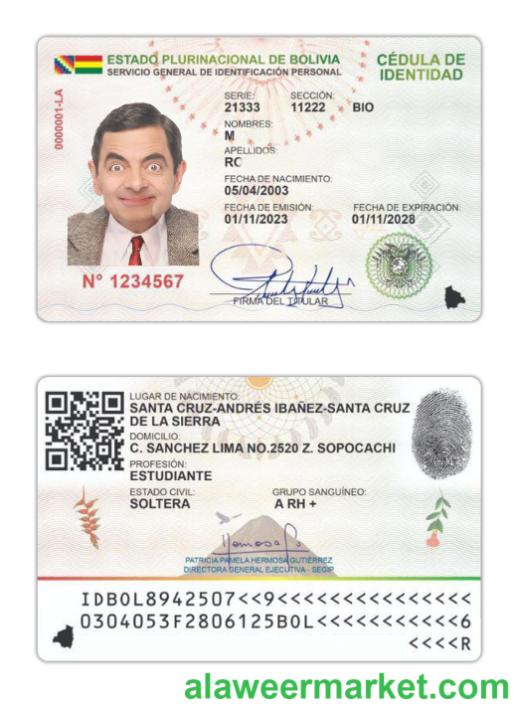 ESTADO PLURINACIONAL DE BOLIVIA
SERVICIO GENERAL DE IDENTIFICACIÓN PERSONAL
CÉDULA DE
IDENTIDAD
0000001-LA
SERIE: SECCIÓN:
21333 11222 BIO
NOMBRES:
M
APELLIDOS:
RC
FECHA DE NACIMIENTO:
05/04/2003
FECHA DE EMISIÓN: FECHA DE EXPIRACIÓN:
01/11/2023 01/11/2028
N° 1234567
FIRMA DEL TITULAR
LUGAR DE NACIMIENTO:
SANTA CRUZ-ANDRÉS IBAÑEZ-SANTA CRUZ
DE LA SIERRA
DOMICILIO:
C. SANCHEZ LIMA NO.2520 Z. SOPOCACHI
PROFESIÓN:
ESTUDIANTE
ESTADO CIVIL: GRUPO SANGUÍNEO:
SOLTERA A RH +
PATRICIA PAMELA HERMOSA GUTIÉRREZ
DIRECTORA GENERAL EJECUTIVA - SEGIP
IDBOL8942507<<9<<<<<<<<<<<<<<<
0304053F2806125BOL<<<<<<<<<<<6
<<<<R
alaweermarket.com